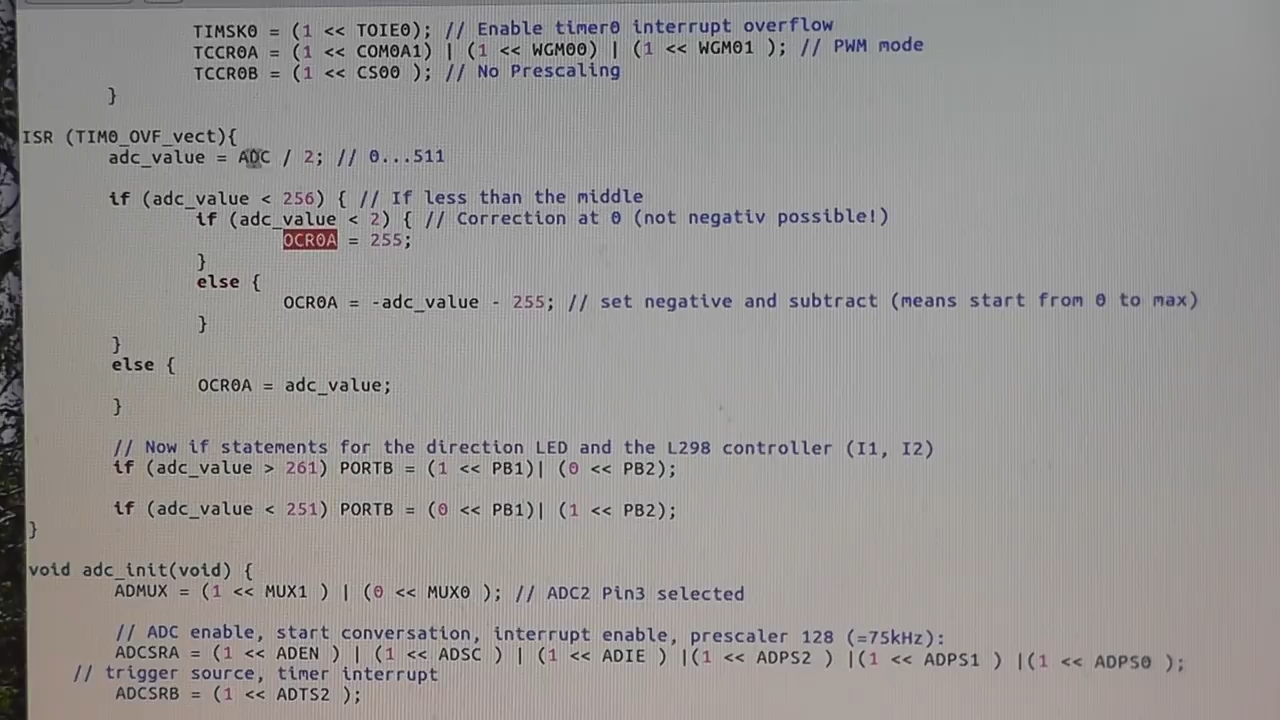 TIMSK0 = (1 << TOIE0); // Enable timer0 interrupt overflow
TCCR0A = (1 << COM0A1) | (1 << WGM00) | (1 << WGM01 ); // PWM mode
TCCR0B = (1 << CS00 ); // No Prescaling
}
ISR (TIM0_OVF_vect){
adc_value = ADC / 2; // 0...511
if (adc_value < 256) { // If less than the middle
if (adc_value < 2) { // Correction at 0 (not negativ possible!)
OCR0A = 255;
}
else {
OCR0A = -adc_value - 255; // set negative and subtract (means start from 0 to max)
}
}
else {
OCR0A = adc_value;
}
// Now if statements for the direction LED and the L298 controller (I1, I2)
if (adc_value > 261) PORTB = (1 << PB1)| (0 << PB2);
if (adc_value < 251) PORTB = (0 << PB1)| (1 << PB2);
}
void adc_init(void) {
ADMUX = (1 << MUX1 ) | (0 << MUX0 ); // ADC2 Pin3 selected
// ADC enable, start conversation, interrupt enable, prescaler 128 (=75kHz):
ADCSRA = (1 << ADEN ) | (1 << ADSC ) | (1 << ADIE ) |(1 << ADPS2 ) |(1 << ADPS1 ) |(1 << ADPS0 );
// trigger source, timer interrupt
ADCSRB = (1 << ADTS2 );